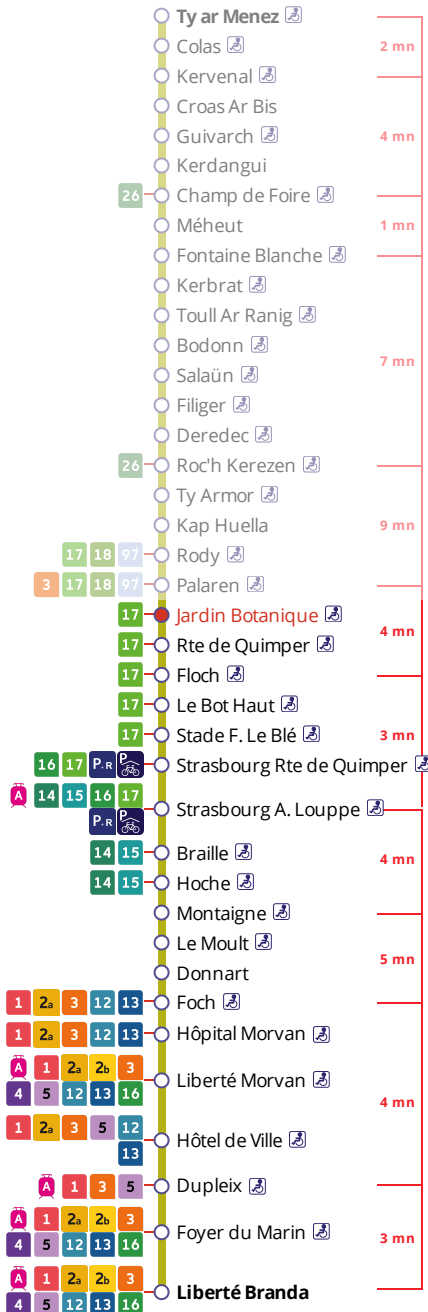 Ty ar Menez
Colas
2 mn
Kervenal
Croas Ar Bis
Guivarch
4 mn
Kerdangui
26 Champ de Foire
Méheut
1 mn
Fontaine Blanche
Kerbrat
Toull Ar Ranig
Bodonn
7 mn
Salaün
Filiger
Deredec
26 Roc'h Kerezen
Ty Armor
Kap Huella
9 mn
17 18 97 Rody
3 17 18 97 Palaren
17 Jardin Botanique
4 mn
17 Rte de Quimper
17 Floch
17 Le Bot Haut
17 Stade F. Le Blé
3 mn
16 17 P+R P Strasbourg Rte de Quimper
A 14 15 16 17
P+R P
Strasbourg A. Louppe
14 15 Braille
4 mn
14 15 Hoche
Montaigne
Le Moult
5 mn
Donnart
1 2a 3 12 13 Foch
1 2a 3 12 13 Hôpital Morvan
A 1 2a 2b 3
4 5 12 13 16
Liberté Morvan
4 mn
1 2a 3 5 12
13
Hôtel de Ville
A 1 3 5 Dupleix
A 1 2a 2b 3
4 5 12 13 16
Foyer du Marin
3 mn
A 1 2a 2b 3
4 5 12 13 16
Liberté Branda